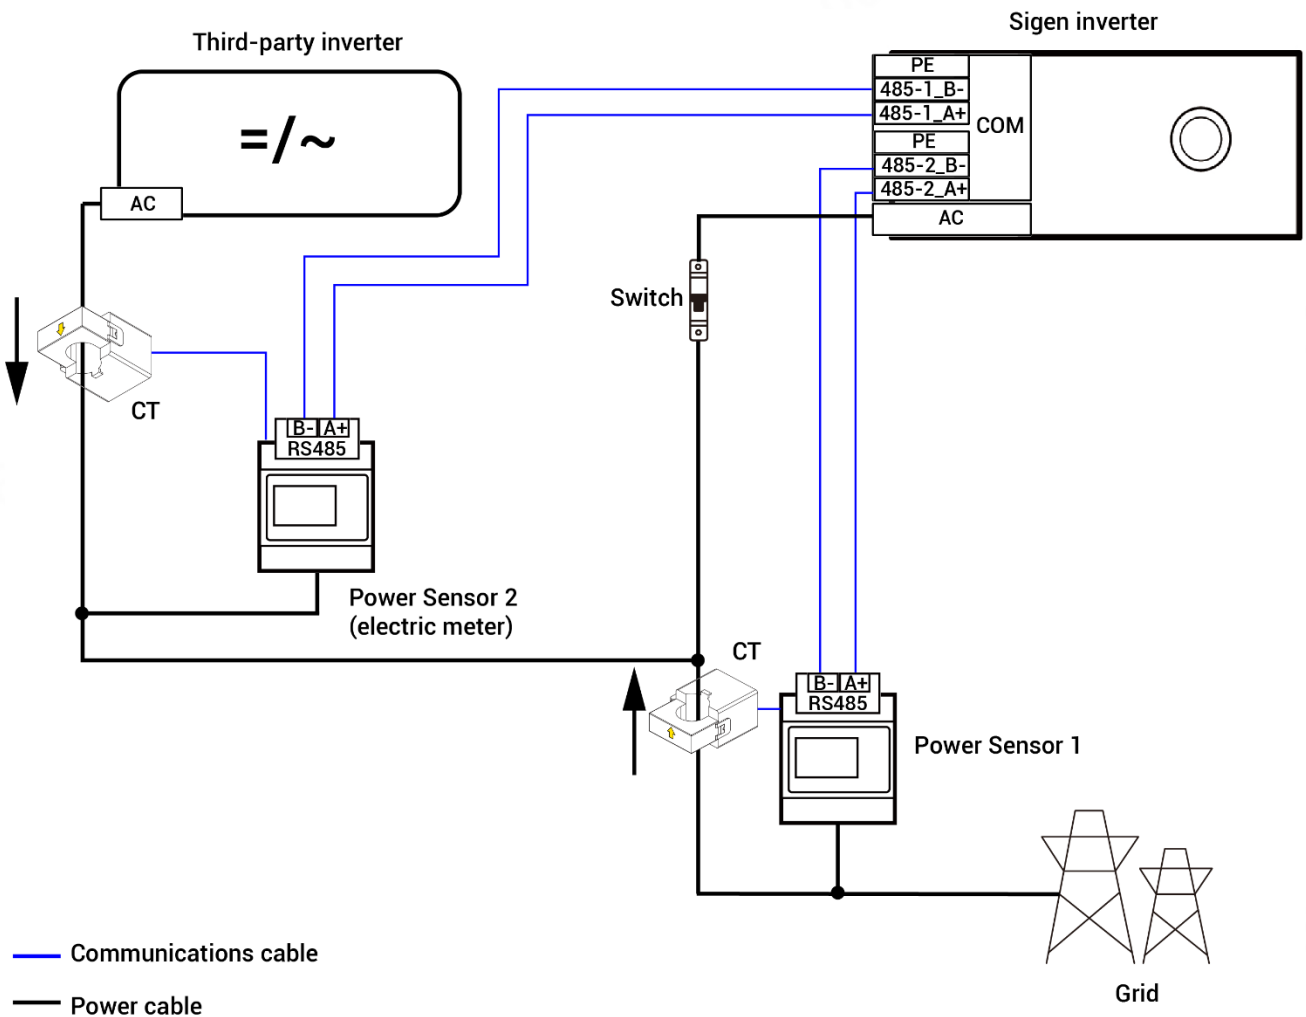 Sigen inverter
Third-party inverter
PE
485-1_B-
485-1_A+
COM
PE
485-2_B-
485-2_A+
AC
=/~
AC
Switch
CT
B- A+
RS485
Power Sensor 2
(electric meter)
CT
B- A+
RS485
Power Sensor 1
Communications cable
Power cable
Grid